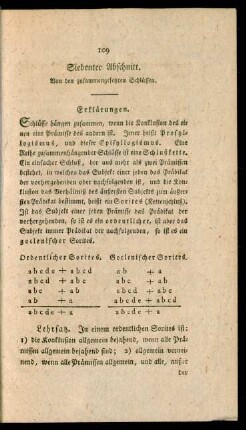 109
Siebenter Abschnitt.
Von den zusammengesetzten Schlüssen.
Erklärungen.
Schlüsse hängen zusammen, wenn die Konklusion des ei-
nen eine Prämisse des andern ist. Jener heißt Prosyl-
logismus, und dieser Episyllogismus. Eine
Reihe zusammenhängender Schlüsse ist eine Schlußkette.
Ein einfacher Schluß, der aus mehr als zwei Prämissen
besteht, in welchen das Subjekt einer jeden das Prädikat
der vorhergehenden oder nachfolgenden ist, und die Kon-
klusion das Verhältniß des äussersten Subjekts zum äusser-
sten Prädikat bestimmt, heißt ein Sorites (Kettenschluß).
Ist das Subjekt einer jeden Prämisse das Prädikat der
vorhergehenden, so ist es ein ordentlicher, ist aber das
Subjekt immer Prädikat der nachfolgenden, so ist es ein
goclenischer Sorites.
Ordentlicher Sorites. Goclenischer Sorites.
abcde + abcd ab + a
abcd + abc abc + ab
abc + ab abcd + abc
ab + a abcde + abcd
abcde + a abcde + a
Lehrsatz. In einem ordentlichen Sorites ist:
1) die Konklusion allgemein bejahend, wenn alle Prä-
missen allgemein bejahend sind; 2) allgemein vernei-
nend, wenn alle Prämissen allgemein, und alle, ausser
der